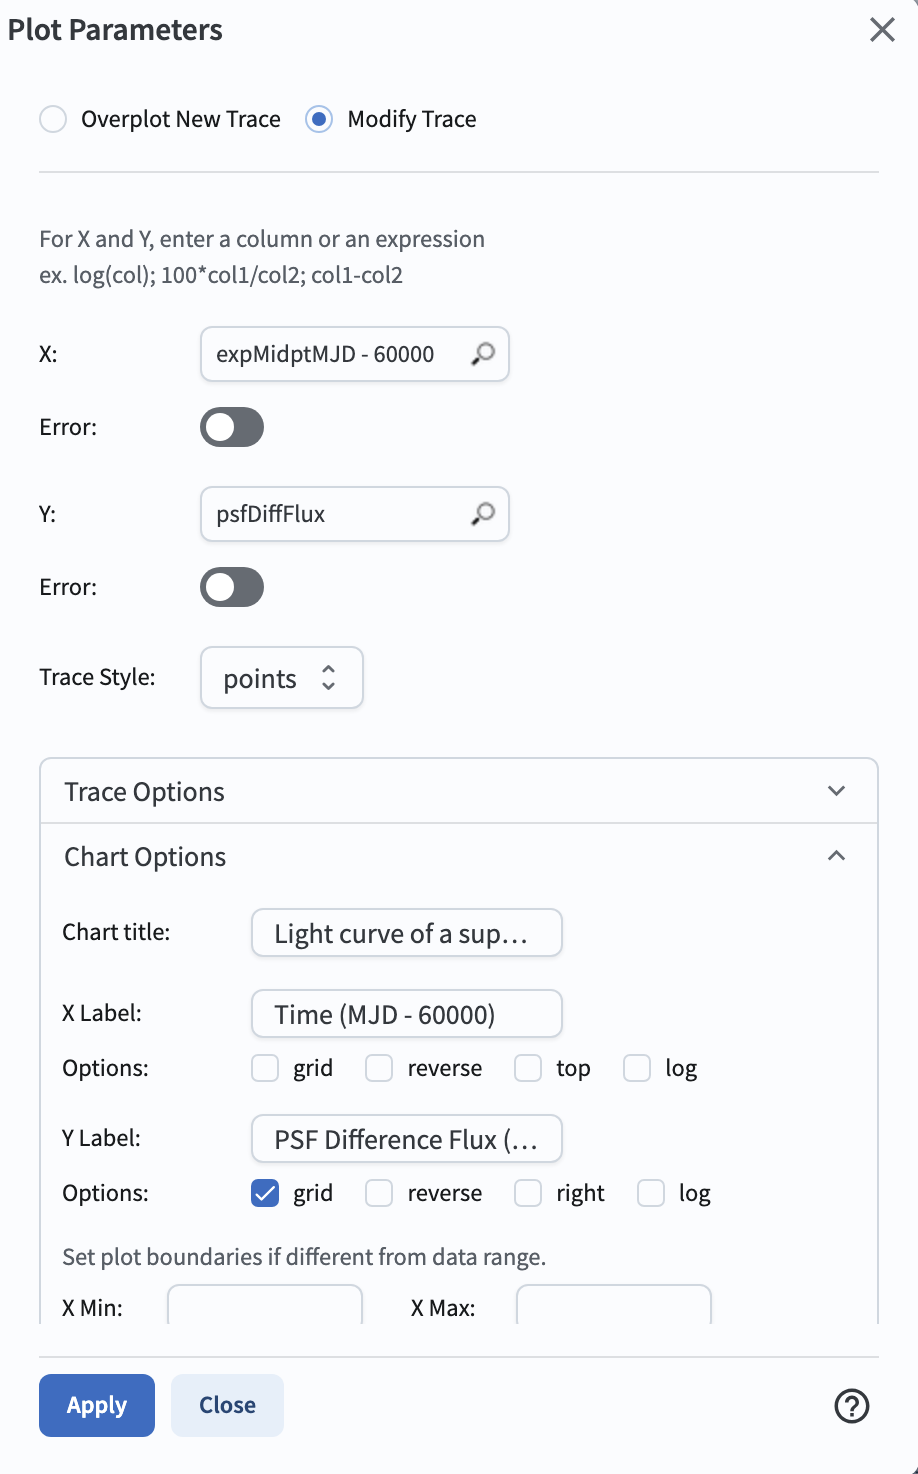 Plot Parameters
Overplot New Trace Modify Trace
For X and Y, enter a column or an expression
ex. log(col); 100*col1/col2; col1-col2
X: expMidptMJD - 60000
Error:
Y: psfDiffFlux
Error:
Trace Style: points
Trace Options
Chart Options
Chart title: Light curve of a sup...
X Label: Time (MJD - 60000)
Options: grid reverse top log
Y Label: PSF Difference Flux (...
Options: grid reverse right log
Set plot boundaries if different from data range.
X Min: X Max:
Apply Close